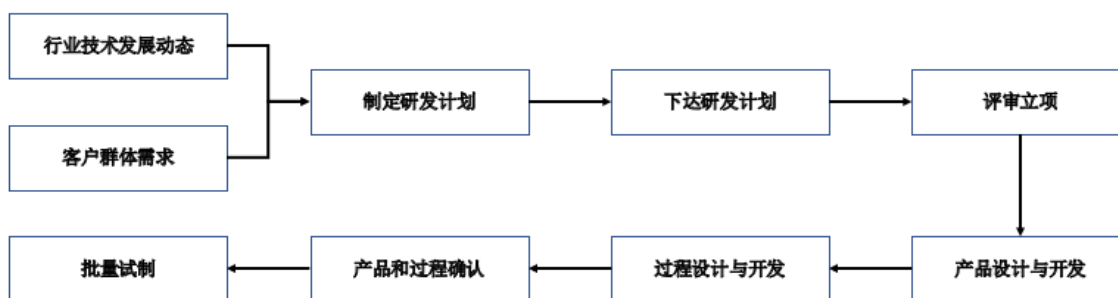 行业技术发展动态
客户群体需求
制定研发计划
下达研发计划
评审立项
产品设计与开发
过程设计与开发
产品和过程确认
批量试制